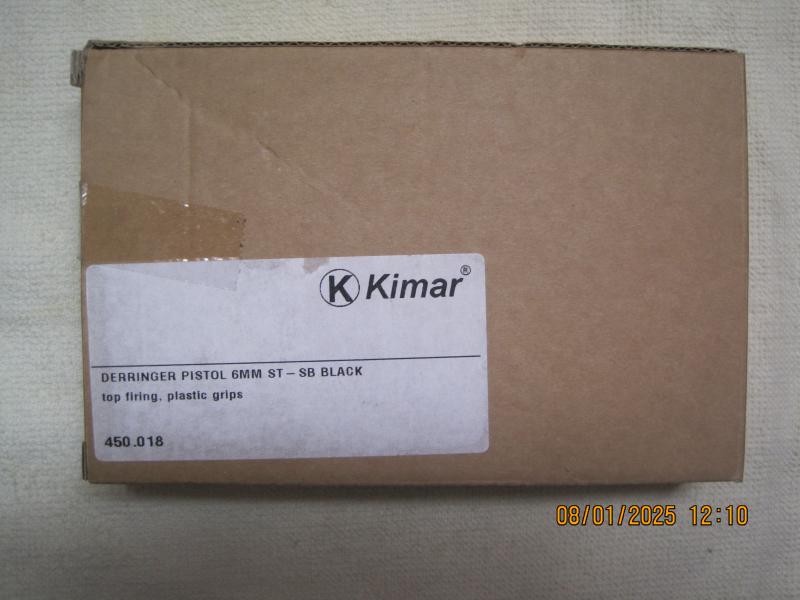 K Kimar®
DERRINGER PISTOL 6MM ST – SB BLACK
top firing, plastic grips
450.018
08/01/2025 12:10